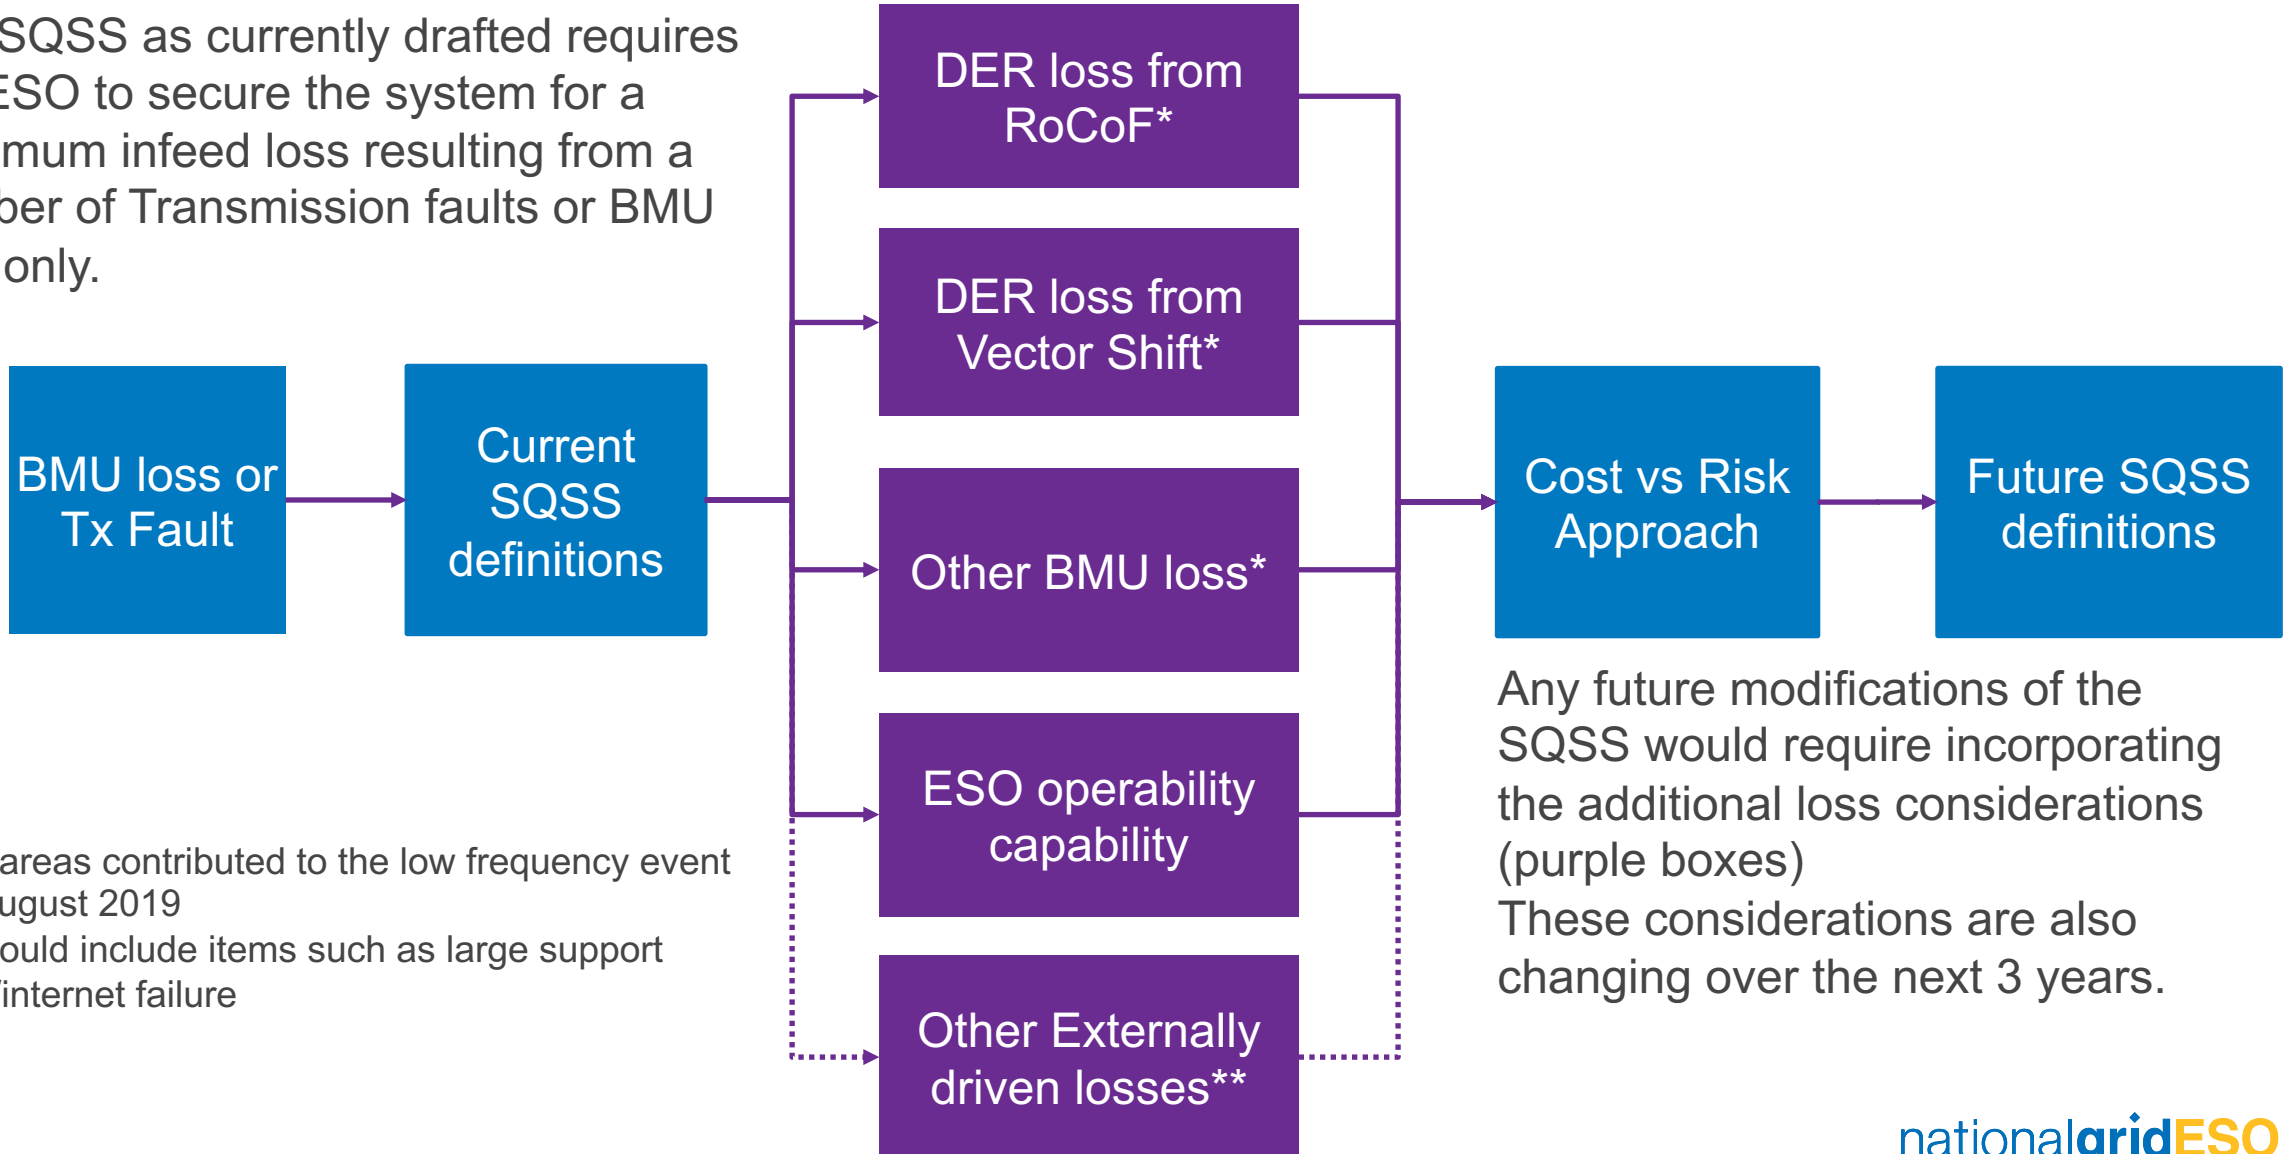 SQSS as currently drafted requires
ESO to secure the system for a
mum infeed loss resulting from a
ber of Transmission faults or BMU
only.
DER loss from
RoCoF*
DER loss from
Vector Shift*
BMU loss or
Tx Fault
Current
SQSS
definitions
Other BMU loss*
Cost vs Risk
Approach
Future SQSS
definitions
ESO operability
capability
Other Externally
driven losses**
Any future modifications of the
SQSS would require incorporating
the additional loss considerations
(purple boxes)
These considerations are also
changing over the next 3 years.
areas contributed to the low frequency event
ugust 2019
ould include items such as large support
/internet failure
nationalgridESO